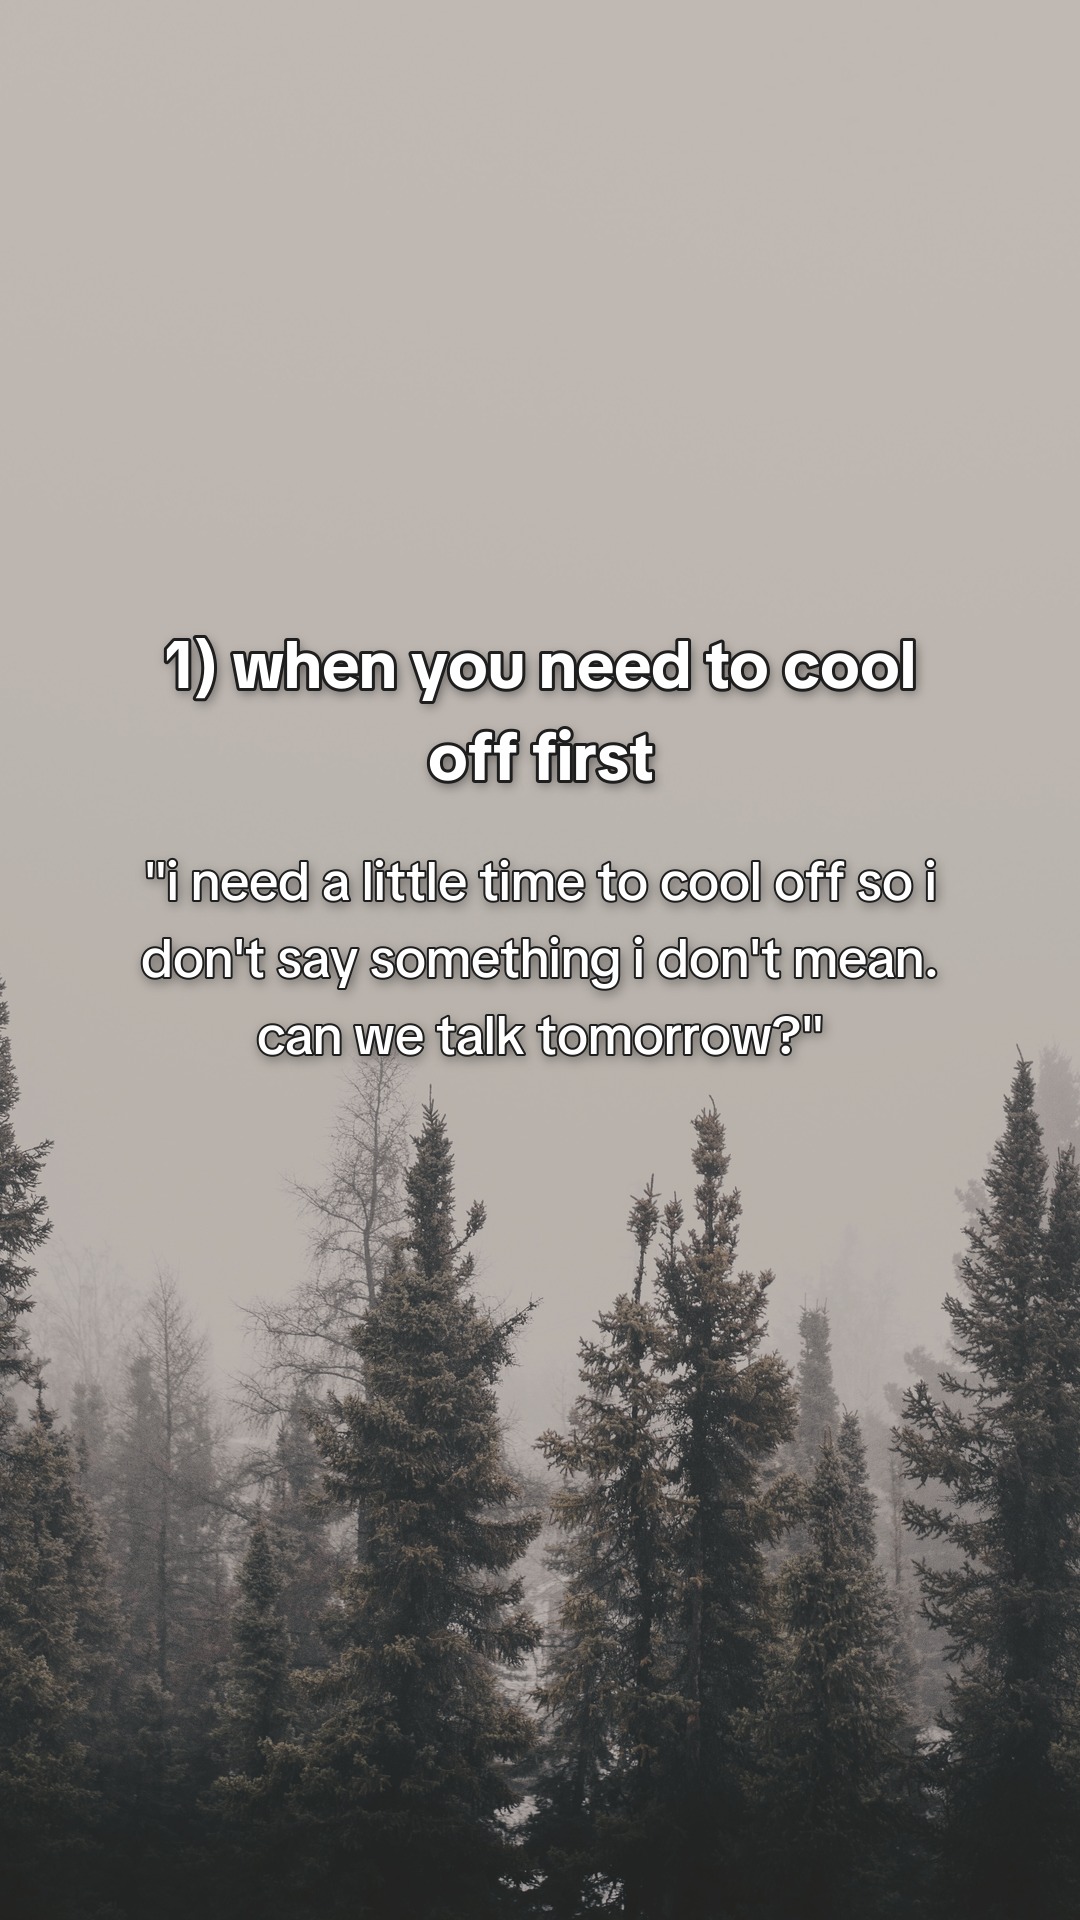 1) when you need to cool
off first
"i need a little time to cool off so i
don't say something i don't mean.
can we talk tomorrow?"